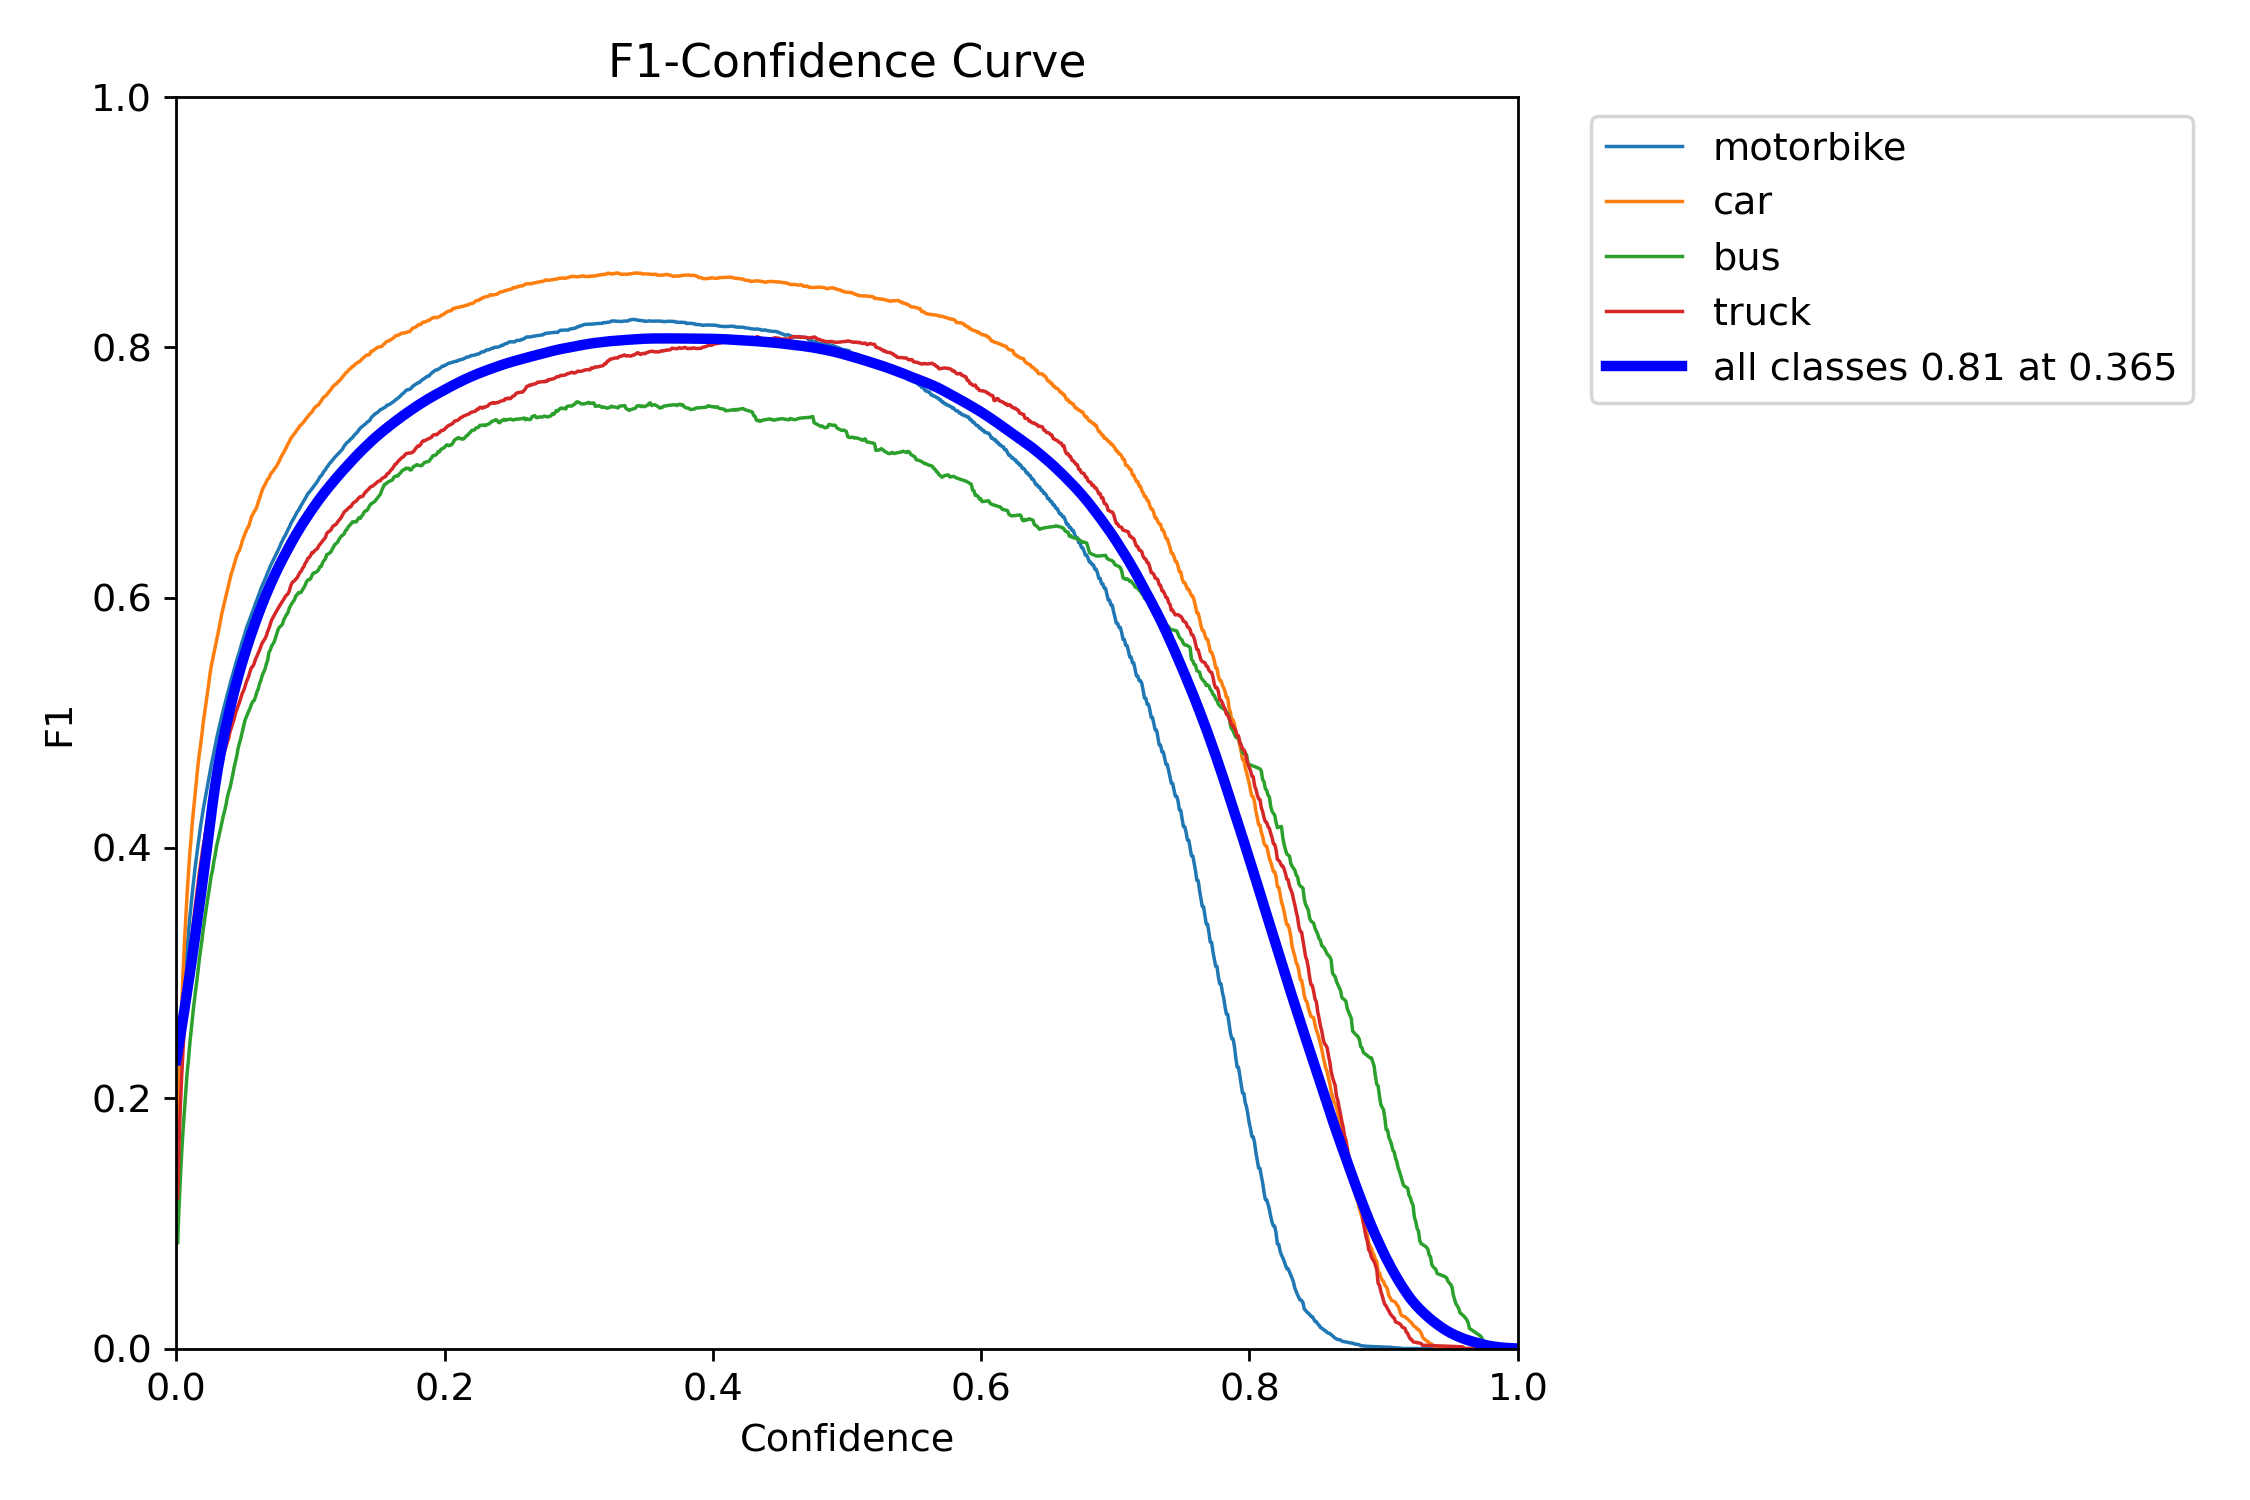 F1-Confidence Curve
1.0
0.8
0.6
0.4
0.2
0.0
F1
0.0 0.2 0.4 0.6 0.8 1.0
Confidence
motorbike
car
bus
truck
all classes 0.81 at 0.365